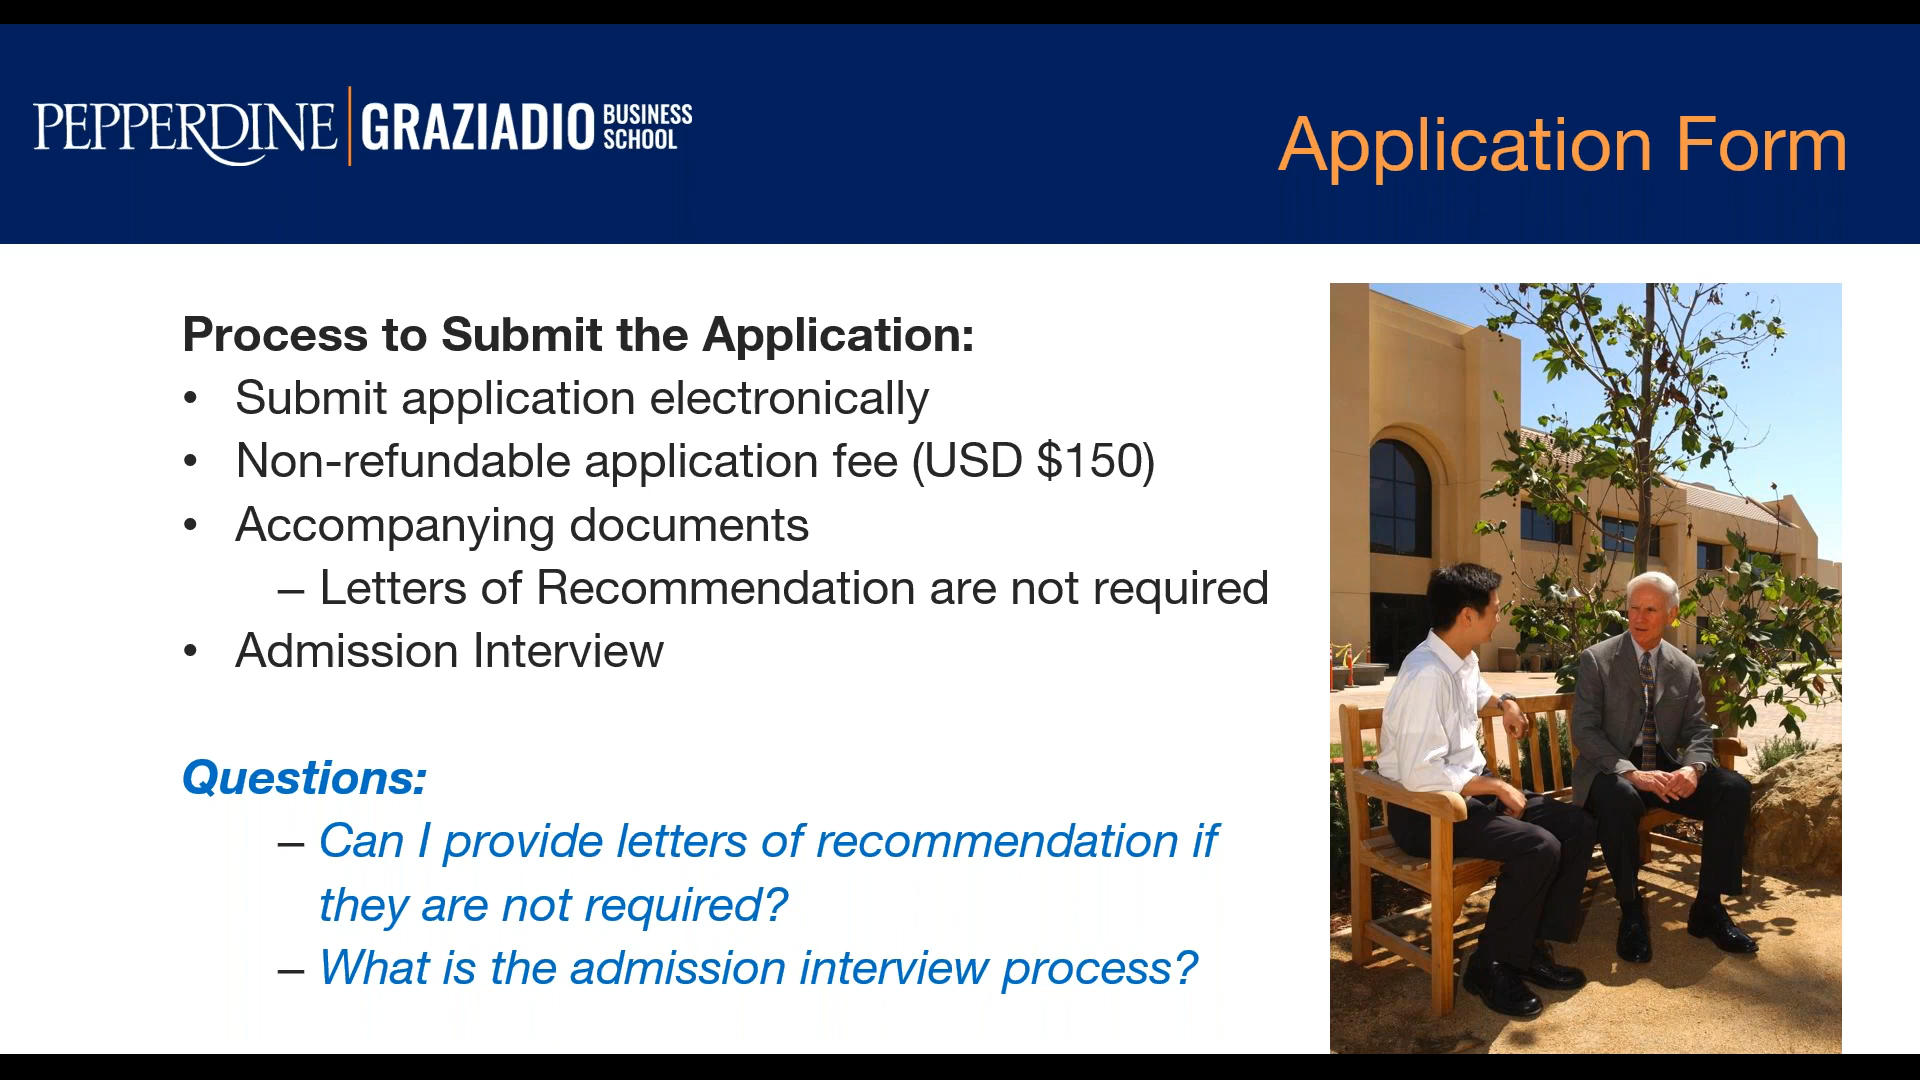 PEPPERDINE GRAZIADIO BUSINESS SCHOOL
Application Form
Process to Submit the Application:
• Submit application electronically
• Non-refundable application fee (USD $150)
• Accompanying documents
– Letters of Recommendation are not required
• Admission Interview
Questions:
– Can I provide letters of recommendation if
they are not required?
– What is the admission interview process?